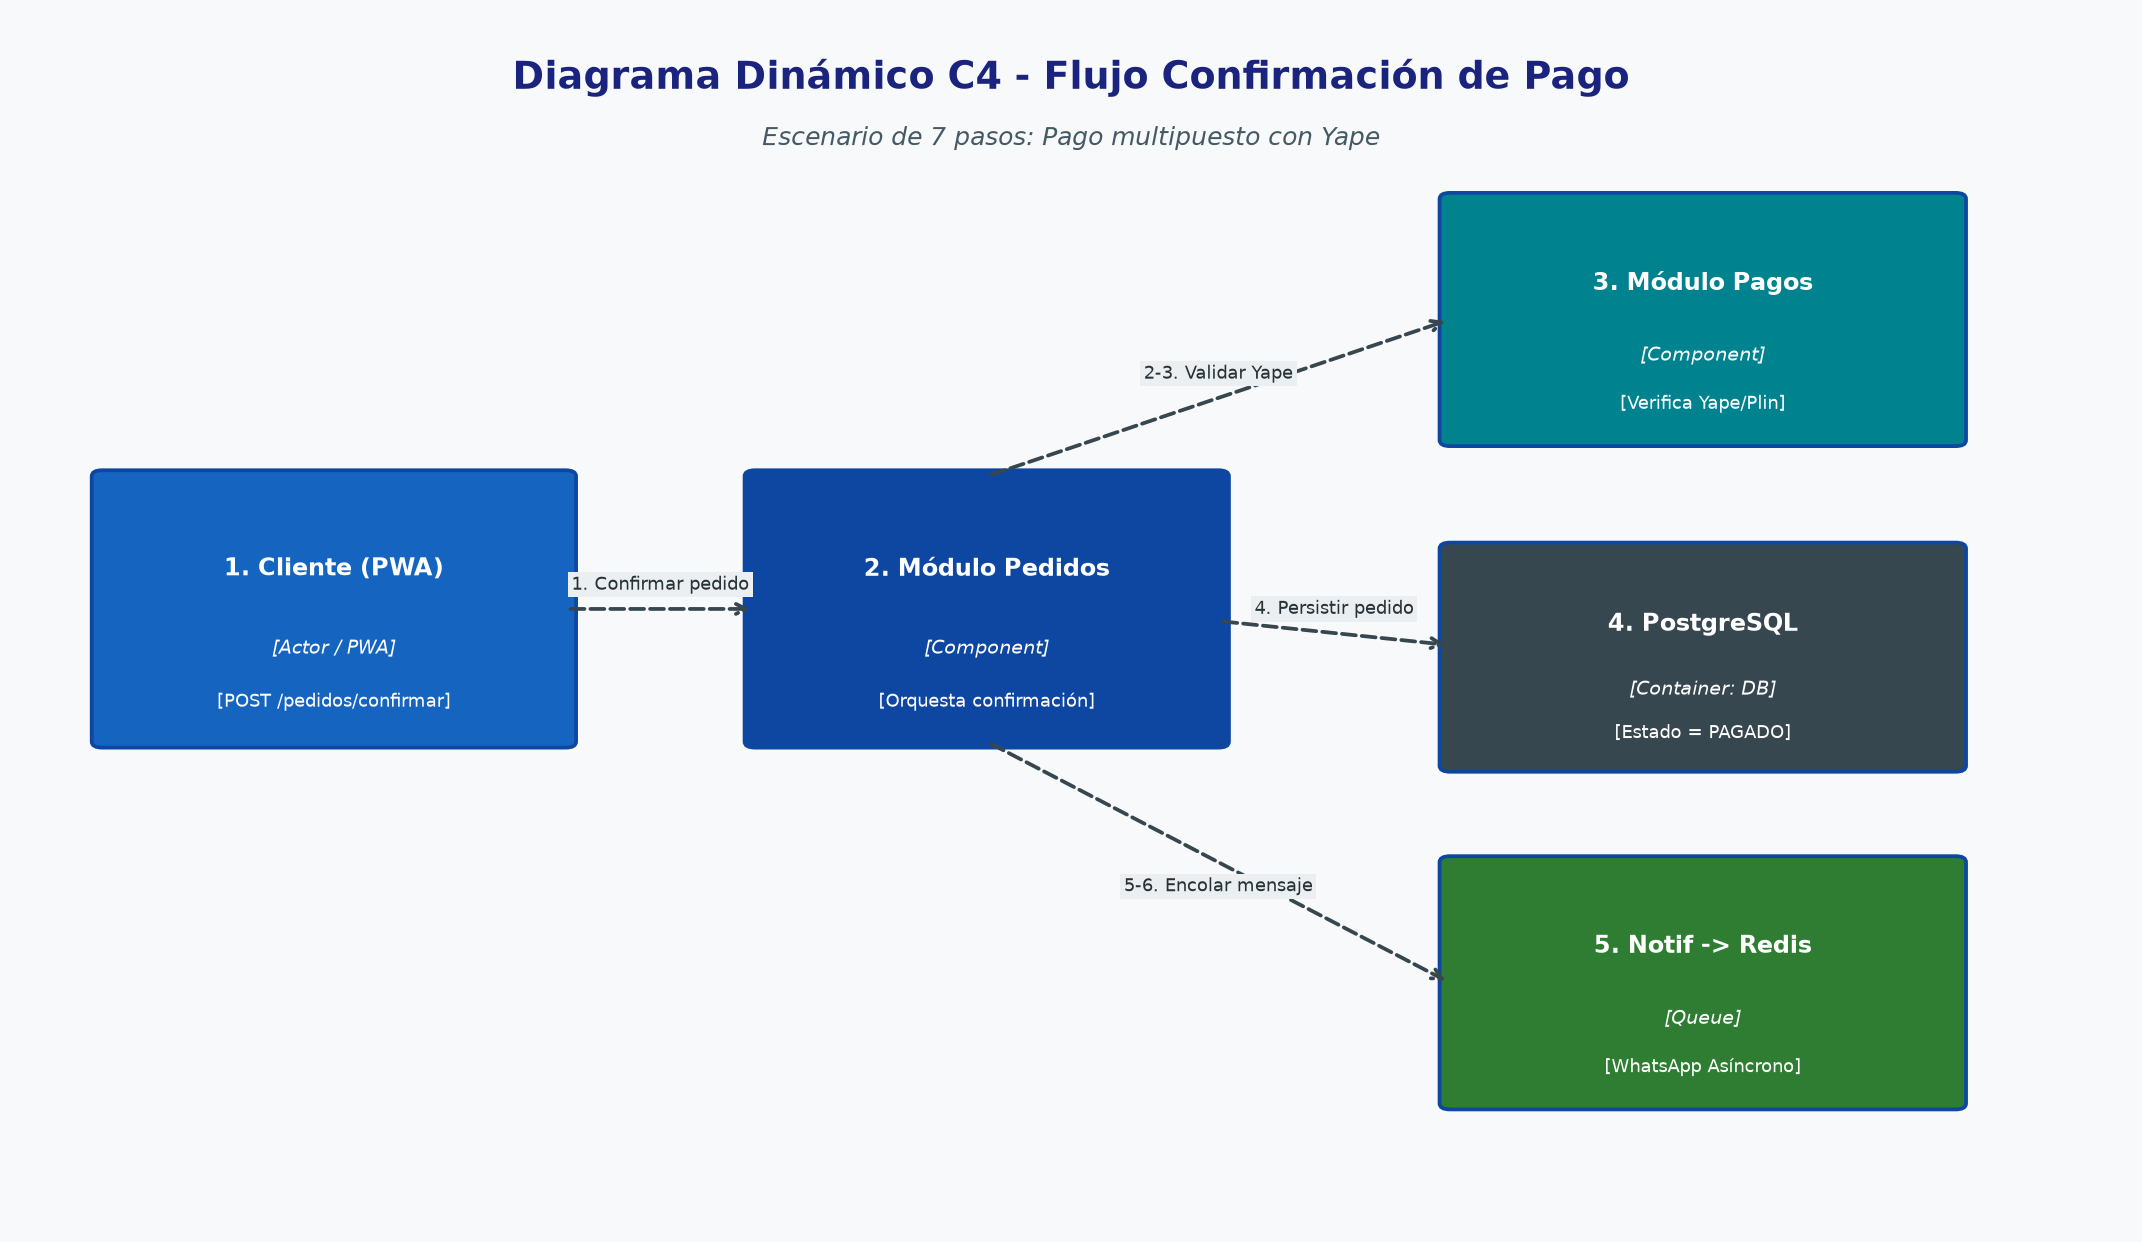 Diagrama Dinámico C4 - Flujo Confirmación de Pago
Escenario de 7 pasos: Pago multipuesto con Yape
1. Cliente (PWA)
[Actor / PWA]
[POST /pedidos/confirmar]
1. Confirmar pedido
2. Módulo Pedidos
[Component]
[Orquesta confirmación]
2-3. Validar Yape
3. Módulo Pagos
[Component]
[Verifica Yape/Plin]
4. Persistir pedido
4. PostgreSQL
[Container: DB]
[Estado = PAGADO]
5-6. Encolar mensaje
5. Notif -> Redis
[Queue]
[WhatsApp Asíncrono]